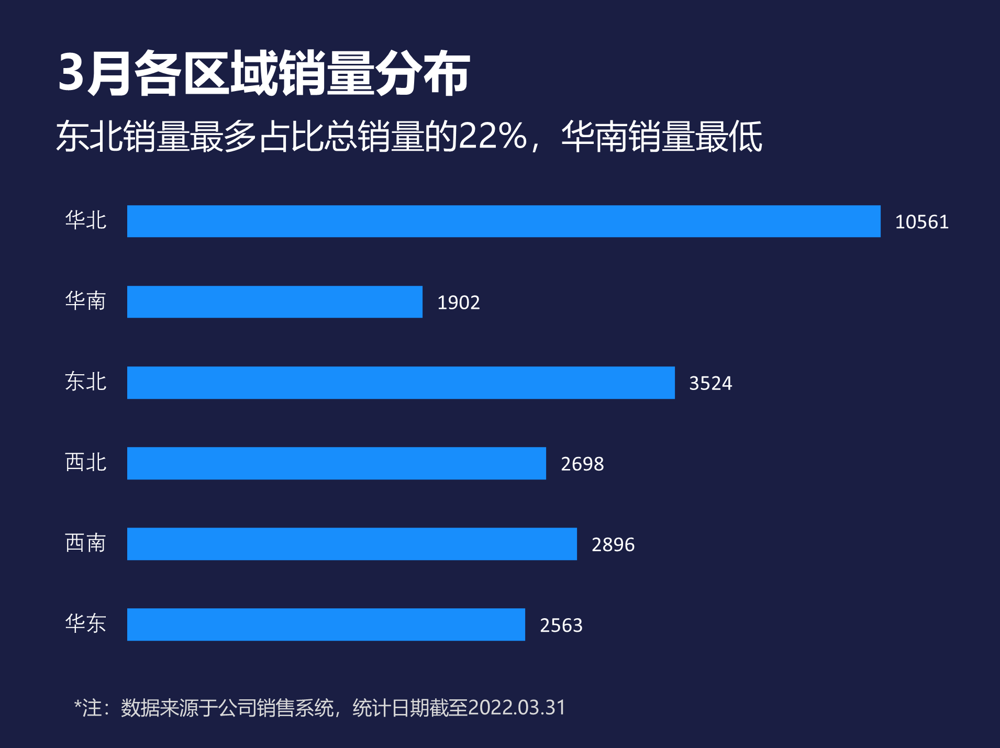 3月各区域销量分布
东北销量最多占比总销量的22%，华南销量最低
华北 10561
华南 1902
东北 3524
西北 2698
西南 2896
华东 2563
*注：数据来源于公司销售系统，统计日期截至2022.03.31